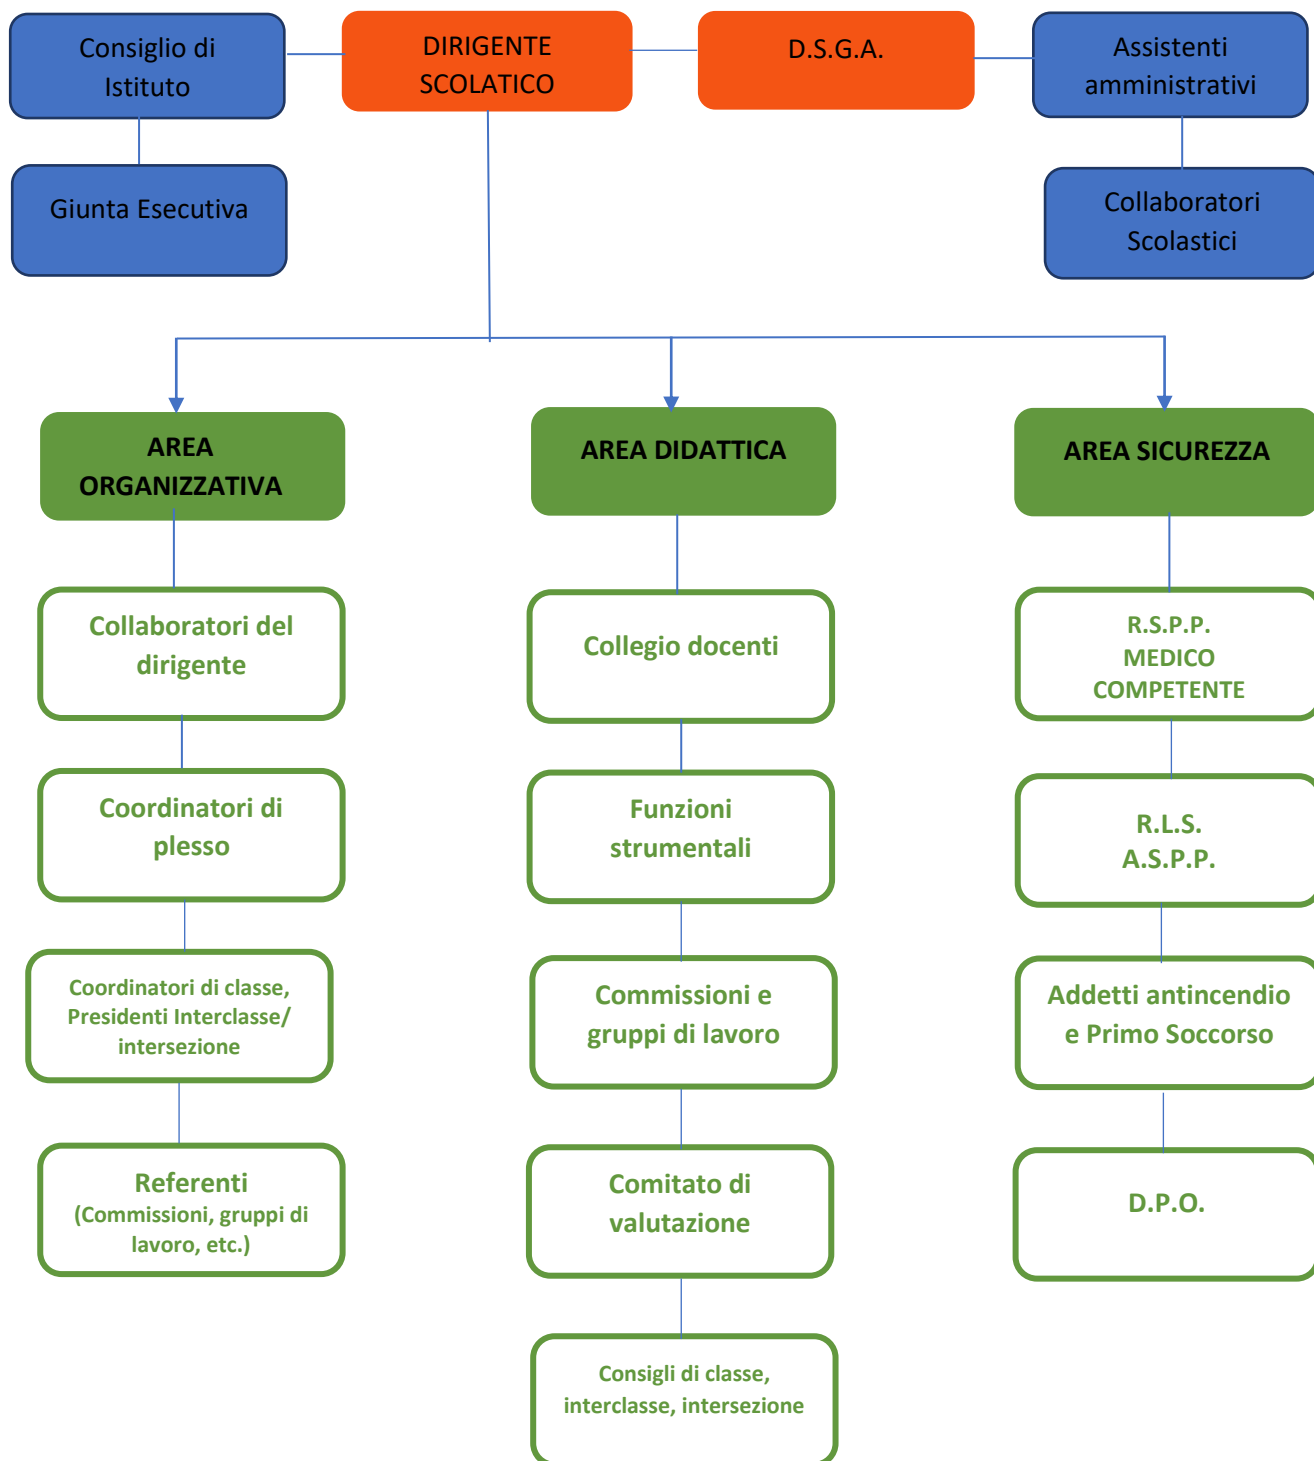 Consiglio di
Istituto
DIRIGENTE
SCOLATICO
D.S.G.A.
Assistenti
amministrativi
Giunta Esecutiva
Collaboratori
Scolastici
AREA
ORGANIZZATIVA
AREA DIDATTICA
AREA SICUREZZA
Collaboratori del
dirigente
Collegio docenti
R.S.P.P.
MEDICO
COMPETENTE
Coordinatori di
plesso
Funzioni
strumentali
R.L.S.
A.S.P.P.
Coordinatori di classe,
Presidenti Interclasse/
intersezione
Commissioni e
gruppi di lavoro
Addetti antincendio
e Primo Soccorso
Referenti
(Commissioni, gruppi di
lavoro, etc.)
Comitato di
valutazione
D.P.O.
Consigli di classe,
interclasse, intersezione